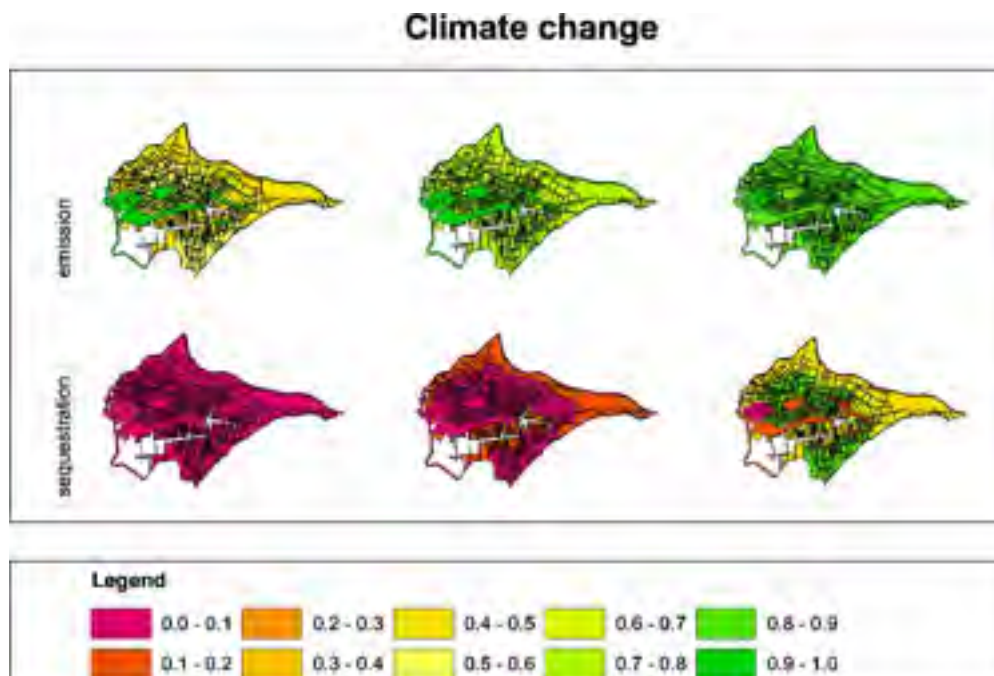 Climate change
emission
sequestration
Legend
0.0 - 0.1 0.2 - 0.3 0.4 - 0.5 0.6 - 0.7 0.8 - 0.9
0.1 - 0.2 0.3 - 0.4 0.5 - 0.6 0.7 - 0.8 0.9 - 1.0